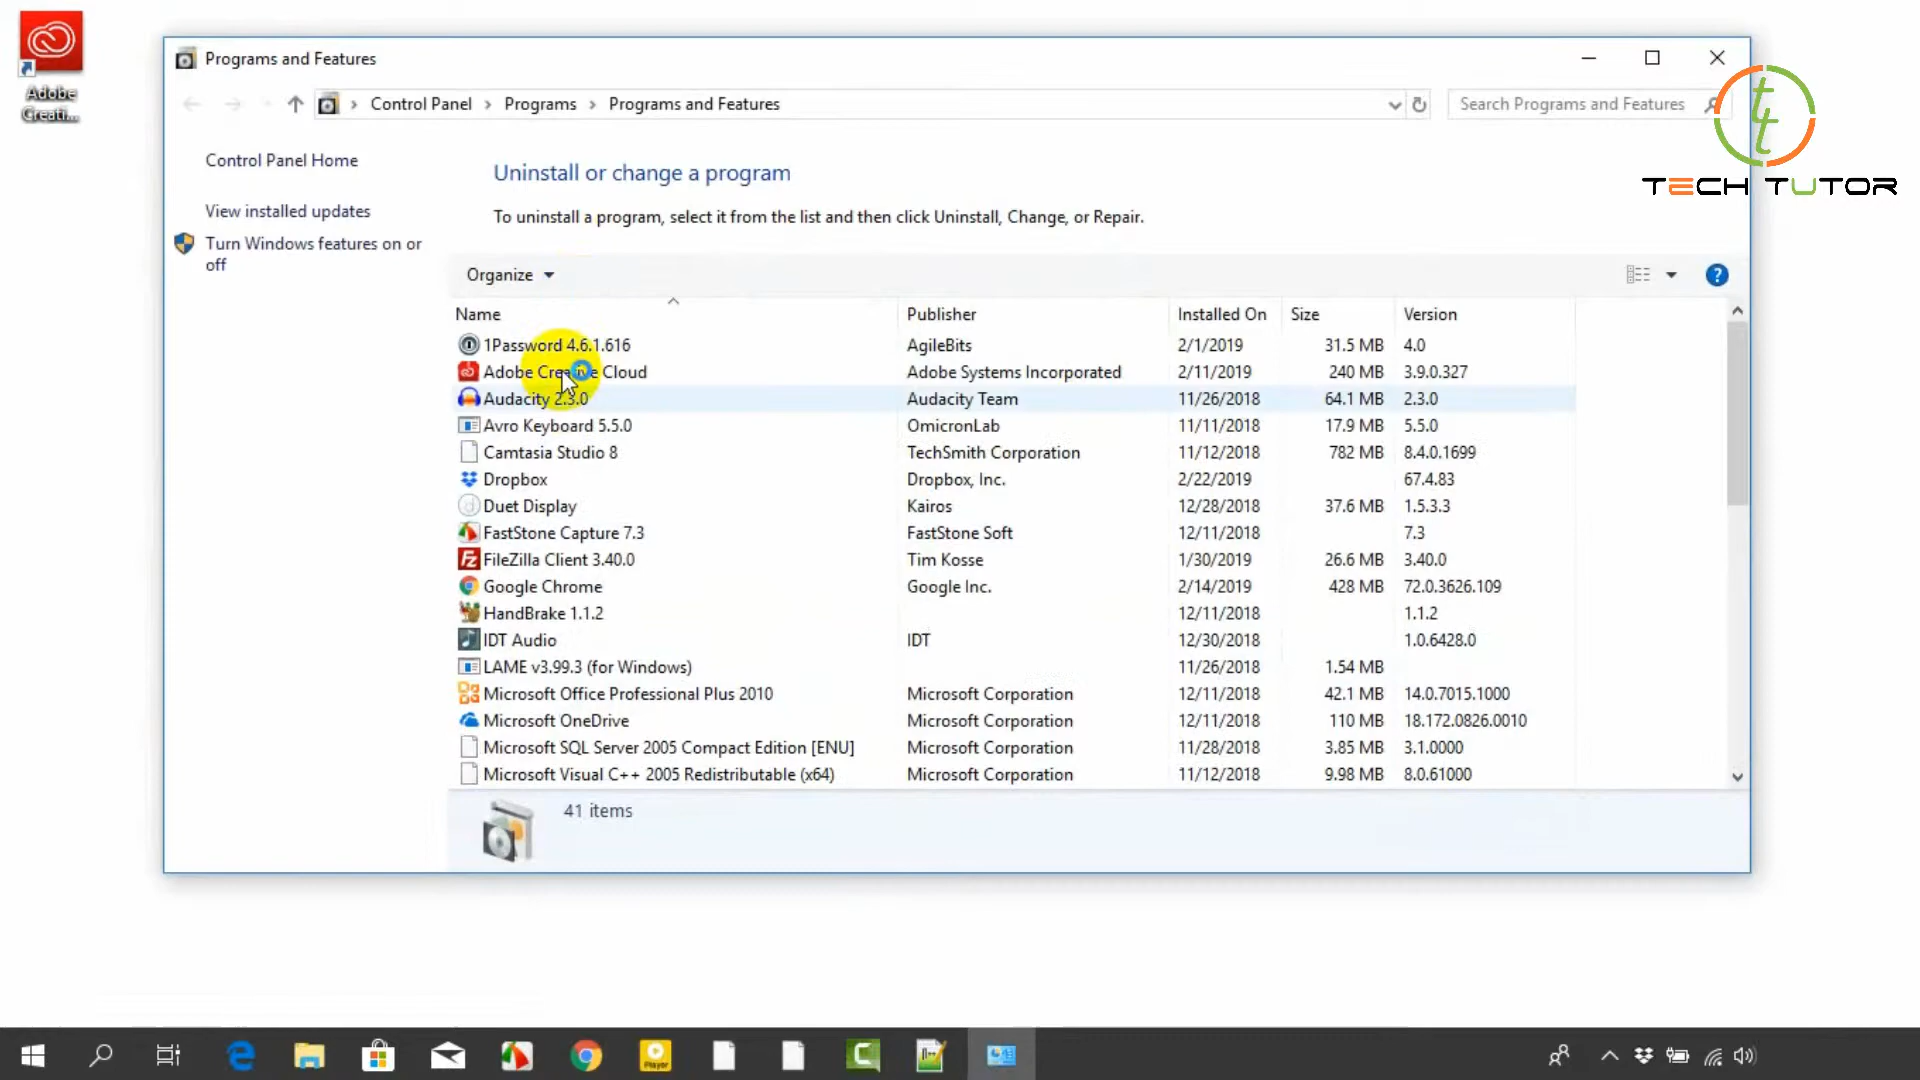 Adobe
Creati...
Programs and Features
Control Panel > Programs > Programs and Features
Search Programs and Features
TECH TUTOR
Control Panel Home
View installed updates
Turn Windows features on or
off
Uninstall or change a program
To uninstall a program, select it from the list and then click Uninstall, Change, or Repair.
Organize
Name Publisher Installed On Size Version
1Password 4.6.1.616 AgileBits 2/1/2019 31.5 MB 4.0
Adobe Creative Cloud Adobe Systems Incorporated 2/11/2019 240 MB 3.9.0.327
Audacity 2.3.0 Audacity Team 11/26/2018 64.1 MB 2.3.0
Avro Keyboard 5.5.0 OmicronLab 11/11/2018 17.9 MB 5.5.0
Camtasia Studio 8 TechSmith Corporation 11/12/2018 782 MB 8.4.0.1699
Dropbox Dropbox, Inc. 2/22/2019 67.4.83
Duet Display Kairos 12/28/2018 37.6 MB 1.5.3.3
FastStone Capture 7.3 FastStone Soft 12/11/2018 7.3
FileZilla Client 3.40.0 Tim Kosse 1/30/2019 26.6 MB 3.40.0
Google Chrome Google Inc. 2/14/2019 428 MB 72.0.3626.109
HandBrake 1.1.2 12/11/2018 1.1.2
IDT Audio IDT 12/30/2018 1.0.6428.0
LAME v3.99.3 (for Windows) 11/26/2018 1.54 MB
Microsoft Office Professional Plus 2010 Microsoft Corporation 12/11/2018 42.1 MB 14.0.7015.1000
Microsoft OneDrive Microsoft Corporation 12/11/2018 110 MB 18.172.0826.0010
Microsoft SQL Server 2005 Compact Edition [ENU] Microsoft Corporation 11/28/2018 3.85 MB 3.1.0000
Microsoft Visual C++ 2005 Redistributable (x64) Microsoft Corporation 11/12/2018 9.98 MB 8.0.61000
41 items
Player